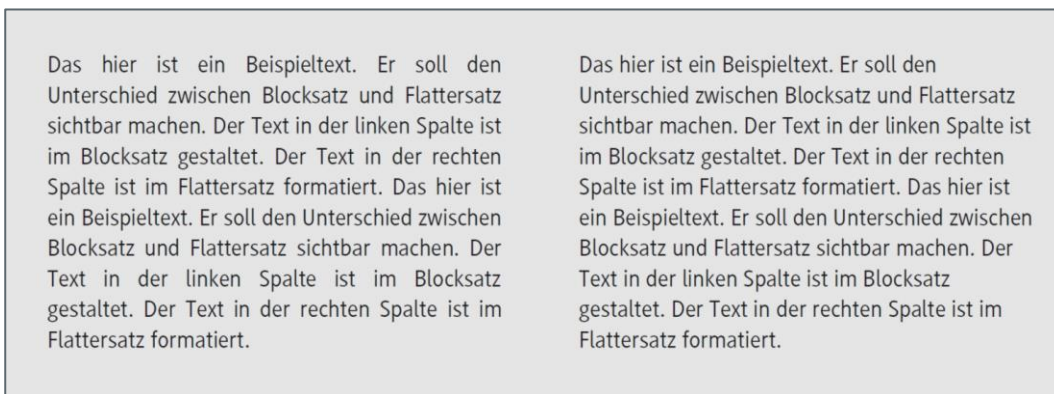 Das hier ist ein Beispieltext. Er soll den
Unterschied zwischen Blocksatz und Flattersatz
sichtbar machen. Der Text in der linken Spalte ist
im Blocksatz gestaltet. Der Text in der rechten
Spalte ist im Flattersatz formatiert. Das hier ist
ein Beispieltext. Er soll den Unterschied zwischen
Blocksatz und Flattersatz sichtbar machen. Der
Text in der linken Spalte ist im Blocksatz
gestaltet. Der Text in der rechten Spalte ist im
Flattersatz formatiert.
Das hier ist ein Beispieltext. Er soll den
Unterschied zwischen Blocksatz und Flattersatz
sichtbar machen. Der Text in der linken Spalte ist
im Blocksatz gestaltet. Der Text in der rechten
Spalte ist im Flattersatz formatiert. Das hier ist
ein Beispieltext. Er soll den Unterschied zwischen
Blocksatz und Flattersatz sichtbar machen. Der
Text in der linken Spalte ist im Blocksatz
gestaltet. Der Text in der rechten Spalte ist im
Flattersatz formatiert.